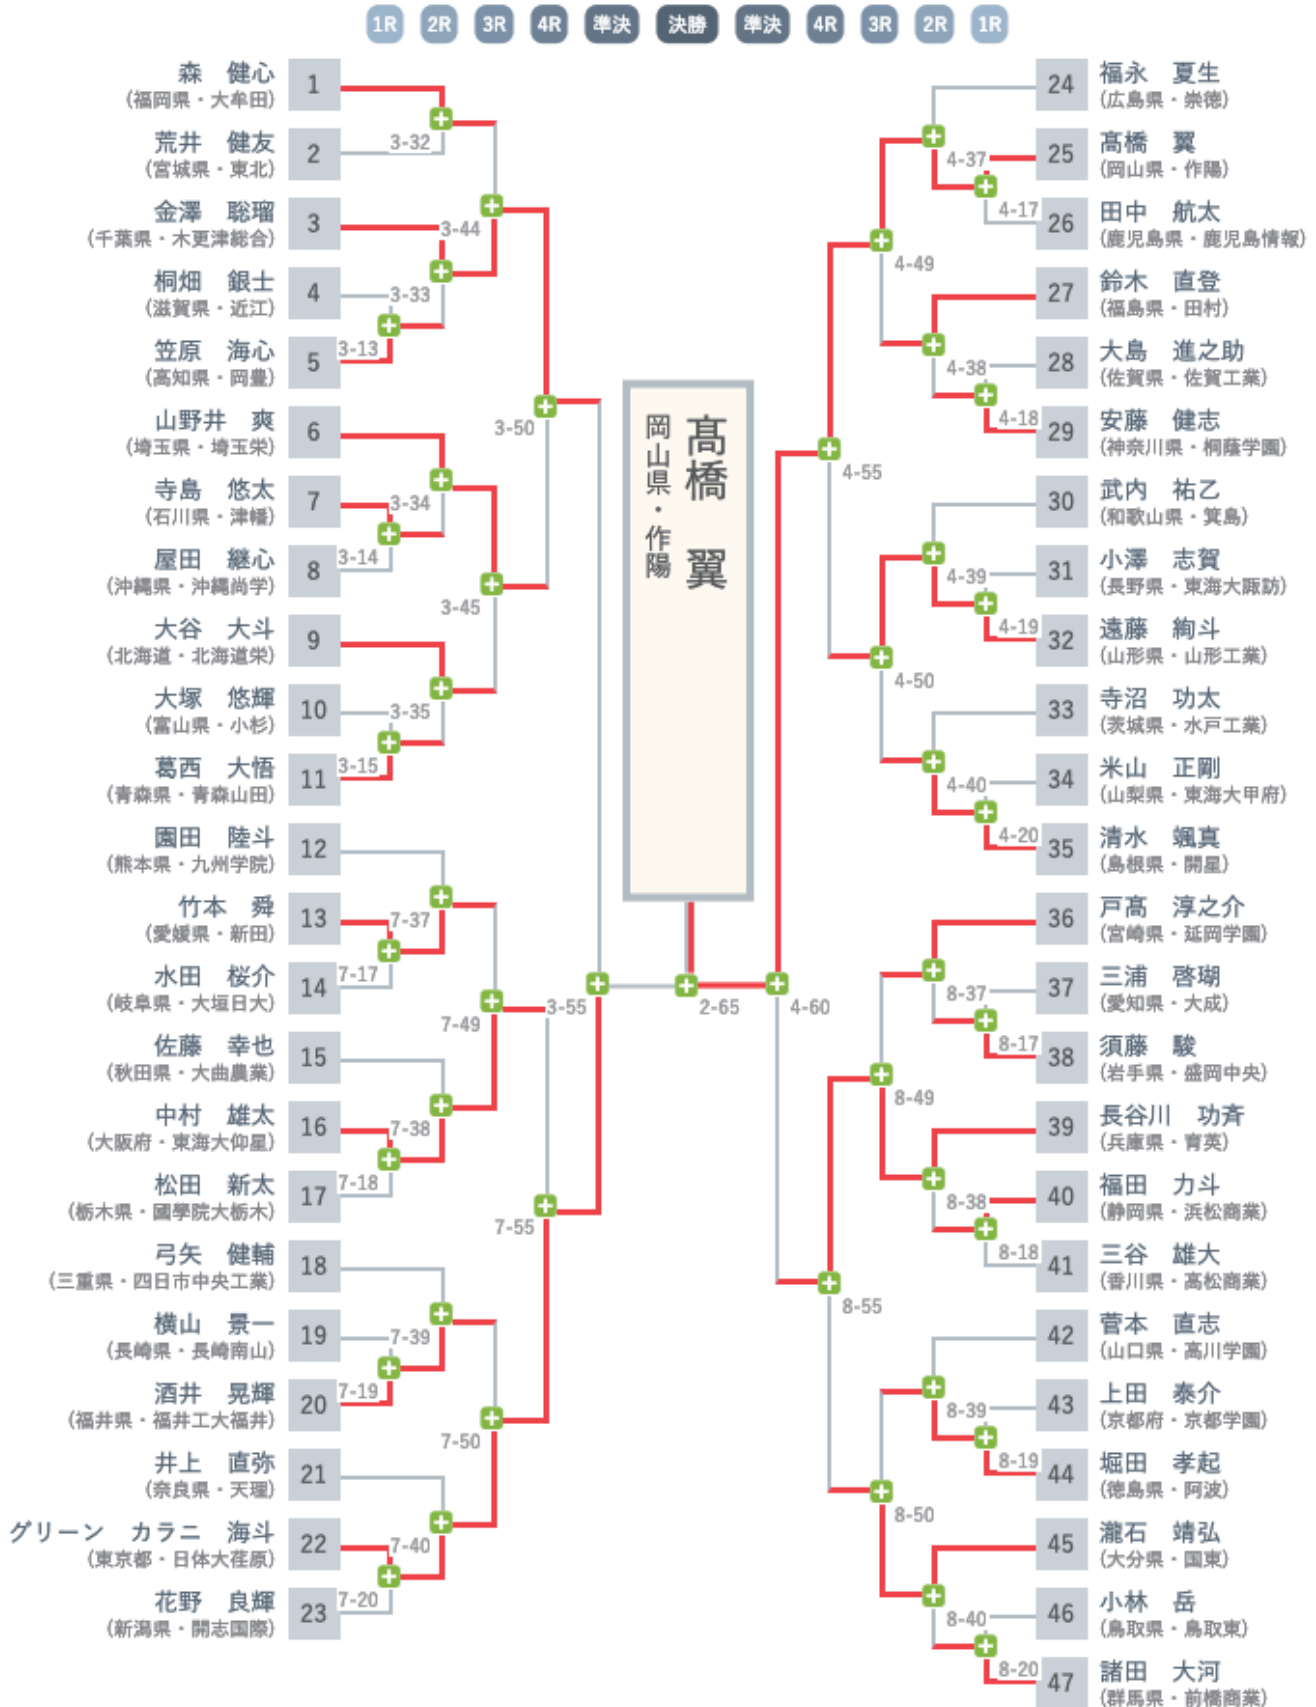 1R 2R 3R 4R 準決 決勝 準決 4R 3R 2R 1R
森　健心
(福岡県・大牟田)
1
荒井　健友
(宮城県・東北)
2
3-32
金澤　聡瑠
(千葉県・木更津総合)
3
3-44
桐畑　銀士
(滋賀県・近江)
4
3-33
笠原　海心
(高知県・岡豊)
5
3-13
山野井　爽
(埼玉県・埼玉栄)
6
3-50
寺島　悠太
(石川県・津幡)
7
3-34
屋田　継心
(沖縄県・沖縄尚学)
8
3-14
3-45
大谷　大斗
(北海道・北海道栄)
9
大塚　悠輝
(富山県・小杉)
10
3-35
葛西　大悟
(青森県・青森山田)
11
3-15
園田　陸斗
(熊本県・九州学院)
12
竹本　舜
(愛媛県・新田)
13
7-37
水田　桜介
(岐阜県・大垣日大)
14
7-17
7-49
3-55
佐藤　幸也
(秋田県・大曲農業)
15
中村　雄太
(大阪府・東海大仰星)
16
7-38
松田　新太
(栃木県・國學院大栃木)
17
7-18
7-55
弓矢　健輔
(三重県・四日市中央工業)
18
横山　景一
(長崎県・長崎南山)
19
7-39
酒井　晃輝
(福井県・福井工大福井)
20
7-19
7-50
井上　直弥
(奈良県・天理)
21
グリーン　カラニ　海斗
(東京都・日体大荏原)
22
7-40
花野　良輝
(新潟県・開志国際)
23
7-20
髙橋　翼
岡山県・作陽
2-65
24
福永　夏生
(広島県・崇徳)
4-37
25
髙橋　翼
(岡山県・作陽)
4-17
26
田中　航太
(鹿児島県・鹿児島情報)
4-49
27
鈴木　直登
(福島県・田村)
4-38
28
大島　進之助
(佐賀県・佐賀工業)
4-18
29
安藤　健志
(神奈川県・桐蔭学園)
4-55
30
武内　祐乙
(和歌山県・箕島)
4-39
31
小澤　志賀
(長野県・東海大諏訪)
4-19
32
遠藤　絢斗
(山形県・山形工業)
4-50
33
寺沼　功太
(茨城県・水戸工業)
4-40
34
米山　正剛
(山梨県・東海大甲府)
4-20
35
清水　颯真
(島根県・開星)
36
戸髙　淳之介
(宮崎県・延岡学園)
4-60
8-37
37
三浦　啓瑚
(愛知県・大成)
8-17
38
須藤　駿
(岩手県・盛岡中央)
8-49
39
長谷川　功斉
(兵庫県・育英)
8-38
40
福田　力斗
(静岡県・浜松商業)
8-18
41
三谷　雄大
(香川県・高松商業)
8-55
42
菅本　直志
(山口県・高川学園)
8-39
43
上田　泰介
(京都府・京都学園)
8-19
44
堀田　孝起
(徳島県・阿波)
8-50
45
瀧石　靖弘
(大分県・国東)
8-40
46
小林　岳
(鳥取県・鳥取東)
8-20
47
諸田　大河
(群馬県・前橋商業)